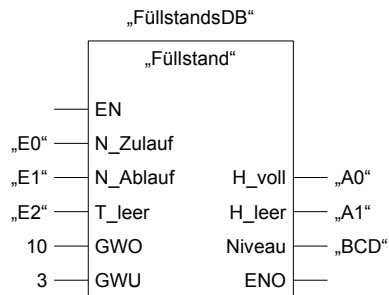 „FüllstandsDB“
„Füllstand“
EN
„E0“ N_Zulauf
„E1“ N_Ablauf H_voll „A0“
„E2“ T_leer H_leer „A1“
10 GWO Niveau „BCD“
3 GWU ENO